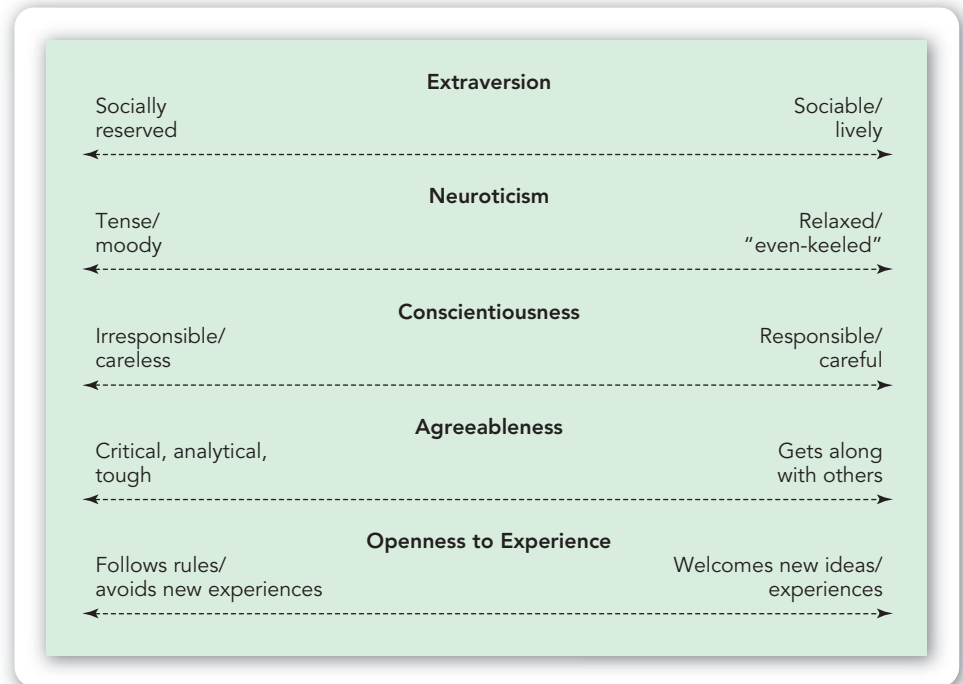 Extraversion
Socially
reserved
Sociable/
lively
Neuroticism
Tense/
moody
Relaxed/
“even-keeled”
Conscientiousness
Irresponsible/
careless
Responsible/
careful
Agreeableness
Critical, analytical,
tough
Gets along
with others
Openness to Experience
Follows rules/
avoids new experiences
Welcomes new ideas/
experiences